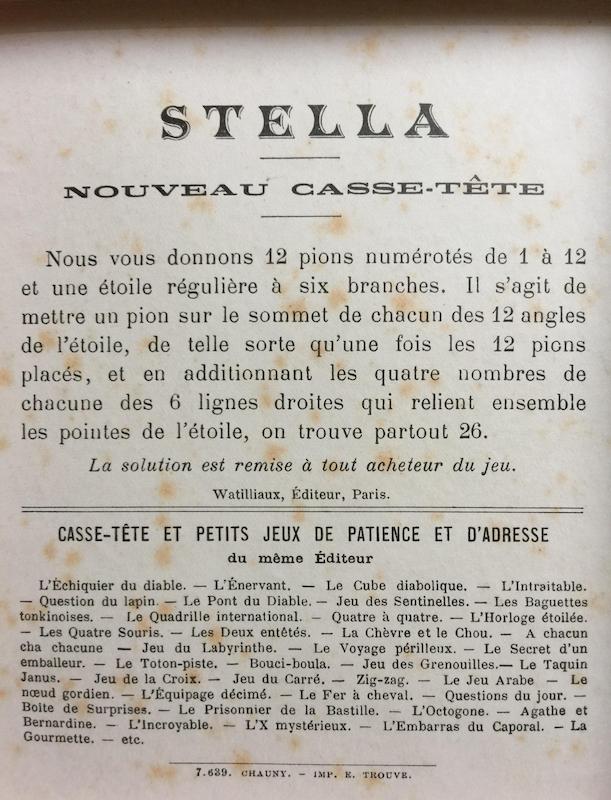 STELLA
NOUVEAU CASSE-TÊTE
Nous vous donnons 12 pions numérotés de 1 à 12
et une étoile régulière à six branches. Il s'agit de
mettre un pion sur le sommet de chacun des 12 angles
de l'étoile, de telle sorte qu'une fois les 12 pions
placés, et en additionnant les quatre nombres de
chacune des 6 lignes droites qui relient ensemble
les pointes de l'étoile, on trouve partout 26.
La solution est remise à tout acheteur du jeu.
Watilliaux, Éditeur, Paris.
CASSE-TÊTE ET PETITS JEUX DE PATIENCE ET D'ADRESSE
du même Éditeur
L'Échiquier du diable. — L'Énervant. — Le Cube diabolique. — L'Intraitable.
— Question du lapin. — Le Pont du Diable. — Jeu des Sentinelles. — Les Baguettes
tonkinoises. — Le Quadrille international. — Quatre à quatre. — L'Horloge étoilée.
— Les Quatre Souris. — Les Deux entêtés. — La Chèvre et le Chou. — A chacun
cha chacune — Jeu du Labyrinthe. — Le Voyage périlleux. — Le Secret d'un
emballeur. — Le Toton-piste. — Bouci-boula. — Jeu des Grenouilles.— Le Taquin
Janus. — Jeu de la Croix. — Jeu du Carré. — Zig-zag. — Le Jeu Arabe — Le
nœud gordien. — L'Équipage décimé. — Le Fer à cheval. — Questions du jour. —
Boite de Surprises. — Le Prisonnier de la Bastille. — L'Octogone. — Agathe et
Bernardine. — L'Incroyable. — L'X mystérieux. — L'Embarras du Caporal. — La
Gourmette. — etc.
7.639. CHAUNY. — IMP. E. TROUVE.